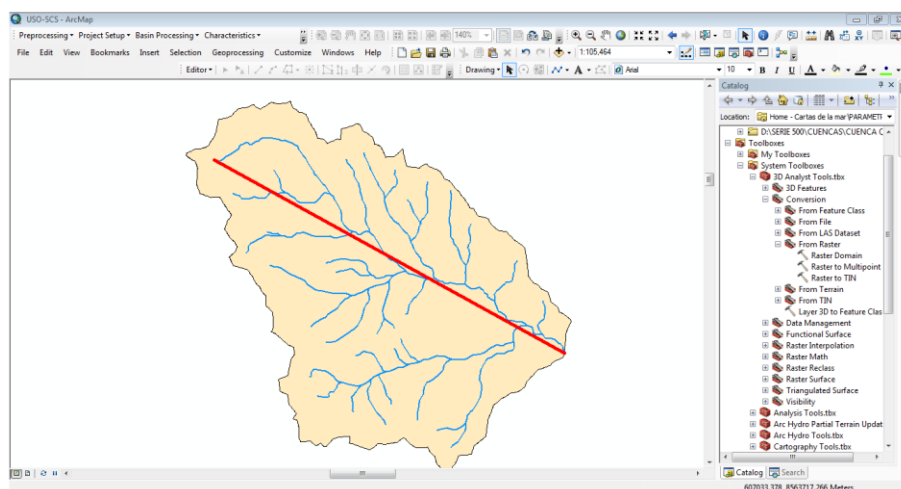 USO-SCS - ArcMap
Preprocessing Project Setup Basin Processing Characteristics 140%
File Edit View Bookmarks Insert Selection Geoprocessing Customize Windows Help 1:105,464
Editor Drawing A Arial 10 B I U A
Catalog
Location: Home - Cartas de la mar\PARAMETI
D:\SERIE 500\CUENCAS\CUENCA C
Toolboxes
My Toolboxes
System Toolboxes
3D Analyst Tools.tbx
3D Features
Conversion
From Feature Class
From File
From LAS Dataset
From Raster
Raster Domain
Raster to Multipoint
Raster to TIN
From Terrain
From TIN
Layer 3D to Feature Clas
Data Management
Functional Surface
Raster Interpolation
Raster Math
Raster Reclass
Raster Surface
Triangulated Surface
Visibility
Analysis Tools.tbx
Arc Hydro Partial Terrain Updat
Arc Hydro Tools.tbx
Cartography Tools.tbx
Catalog Search
607033.378 8563717.266 Meters